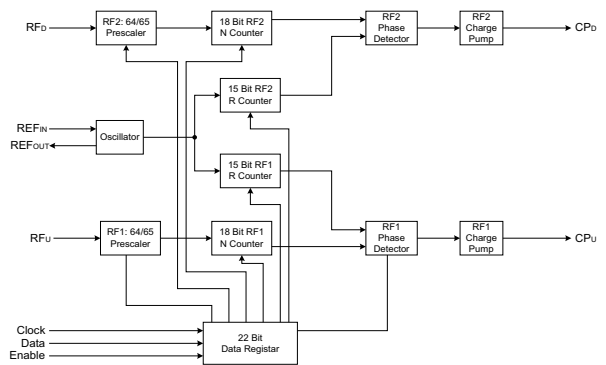 RFD
RF2: 64/65
Prescaler
18 Bit RF2
N Counter
RF2
Phase
Detector
RF2
Charge
Pump
CPD
15 Bit RF2
R Counter
REFIN
REFOUT
Oscillator
15 Bit RF1
R Counter
RFU
RF1: 64/65
Prescaler
18 Bit RF1
N Counter
RF1
Phase
Detector
RF1
Charge
Pump
CPU
Clock
Data
Enable
22 Bit
Data Registar